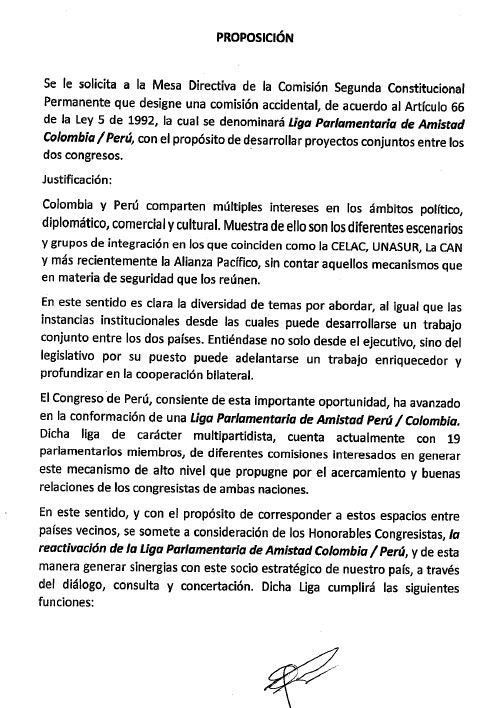 PROPOSICIÓN
Se le solicita a la Mesa Directiva de la Comisión Segunda Constitucional
Permanente que designe una comisión accidental, de acuerdo al Artículo 66
de la Ley 5 de 1992, la cual se denominará Liga Parlamentaria de Amistad
Colombia / Perú, con el propósito de desarrollar proyectos conjuntos entre los
dos congresos.
Justificación:
Colombia y Perú comparten múltiples intereses en los ámbitos político,
diplomático, comercial y cultural. Muestra de ello son los diferentes escenarios
y grupos de integración en los que coinciden como la CELAC, UNASUR, La CAN
y más recientemente la Alianza Pacífico, sin contar aquellos mecanismos que
en materia de seguridad que los reúnen.
En este sentido es clara la diversidad de temas por abordar, al igual que las
instancias institucionales desde las cuales puede desarrollarse un trabajo
conjunto entre los dos países. Entiéndase no solo desde el ejecutivo, sino del
legislativo por su puesto puede adelantarse un trabajo enriquecedor y
profundizar en la cooperación bilateral.
El Congreso de Perú, consiente de esta importante oportunidad, ha avanzado
en la conformación de una Liga Parlamentaria de Amistad Perú / Colombia.
Dicha liga de carácter multipartidista, cuenta actualmente con 19
parlamentarios miembros, de diferentes comisiones interesados en generar
este mecanismo de alto nivel que propugne por el acercamiento y buenas
relaciones de los congresistas de ambas naciones.
En este sentido, y con el propósito de corresponder a estos espacios entre
países vecinos, se somete a consideración de los Honorables Congresistas, la
reactivación de la Liga Parlamentaria de Amistad Colombia / Perú, y de esta
manera generar sinergias con este socio estratégico de nuestro país, a través
del diálogo, consulta y concertación. Dicha Liga cumplirá las siguientes
funciones: